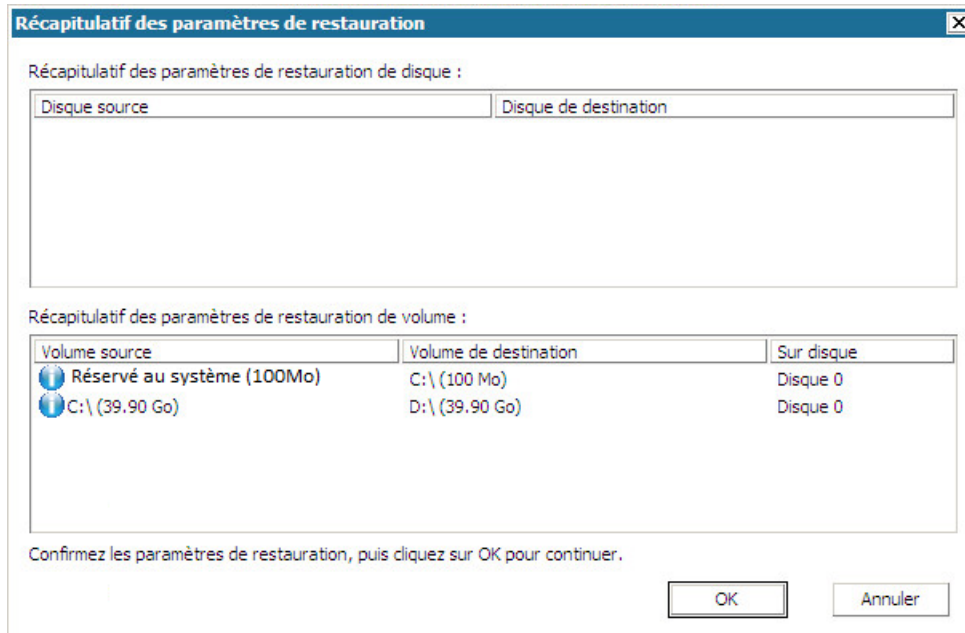 Récapitulatif des paramètres de restauration
Récapitulatif des paramètres de restauration de disque :
Disque source Disque de destination
Récapitulatif des paramètres de restauration de volume :
Volume source Volume de destination Sur disque
Réservé au système (100Mo) C:\ (100 Mo) Disque 0
C:\ (39.90 Go) D:\ (39.90 Go) Disque 0
Confirmez les paramètres de restauration, puis cliquez sur OK pour continuer.
OK Annuler